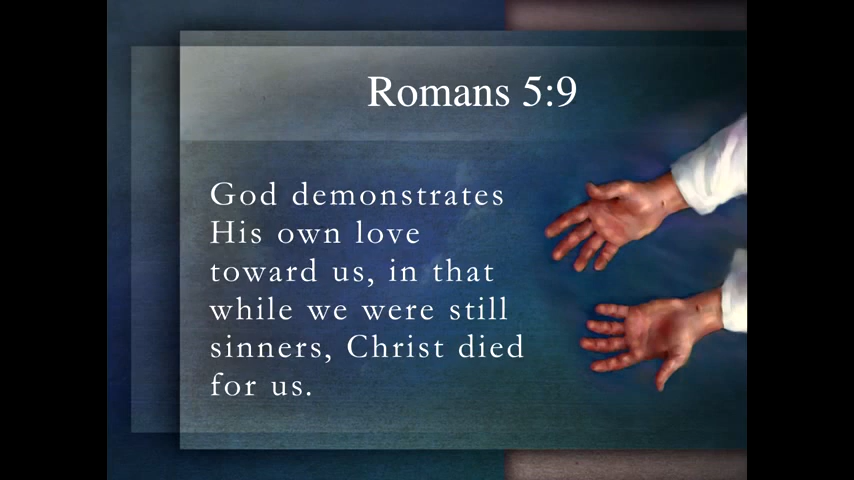 Romans 5:9
God demonstrates
His own love
toward us, in that
while we were still
sinners, Christ died
for us.